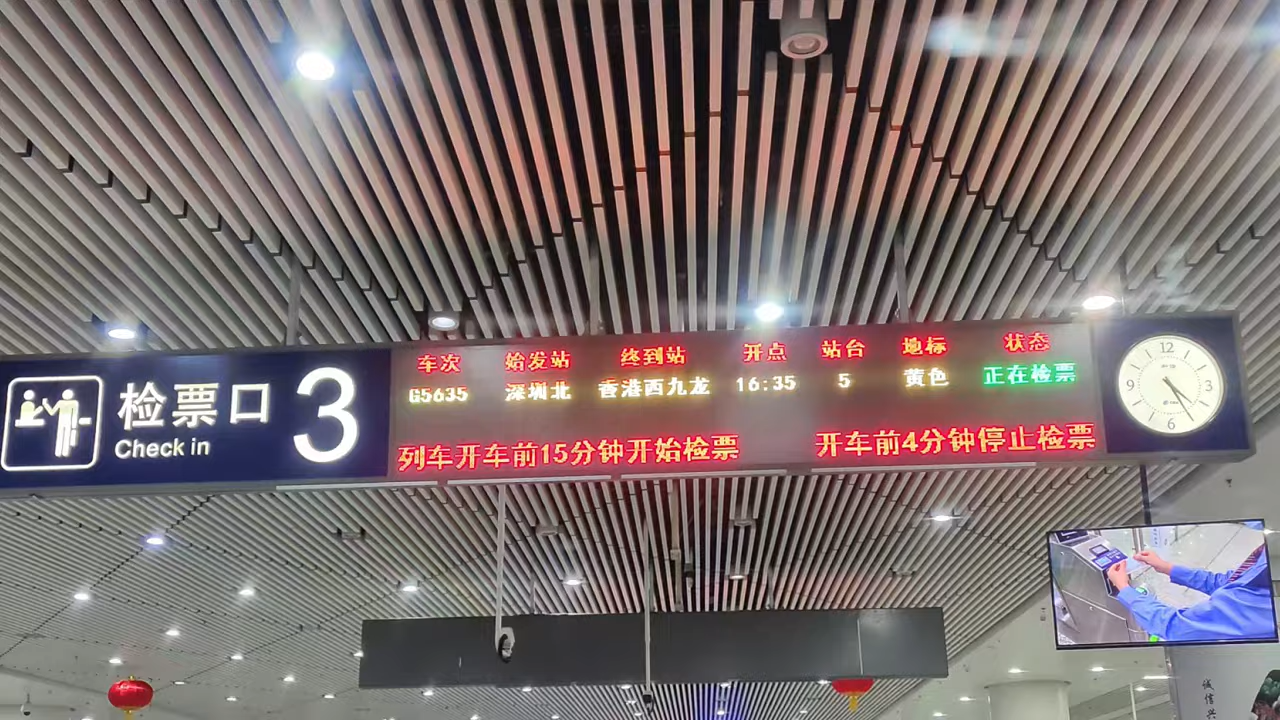 检票口 3
Check in
车次 始发站 终到站 开点 站台 地标 状态
G5635 深圳北 香港西九龙 16:35 5 黄色 正在检票
列车开车前15分钟开始检票 开车前4分钟停止检票
12
9 3
6
诚信